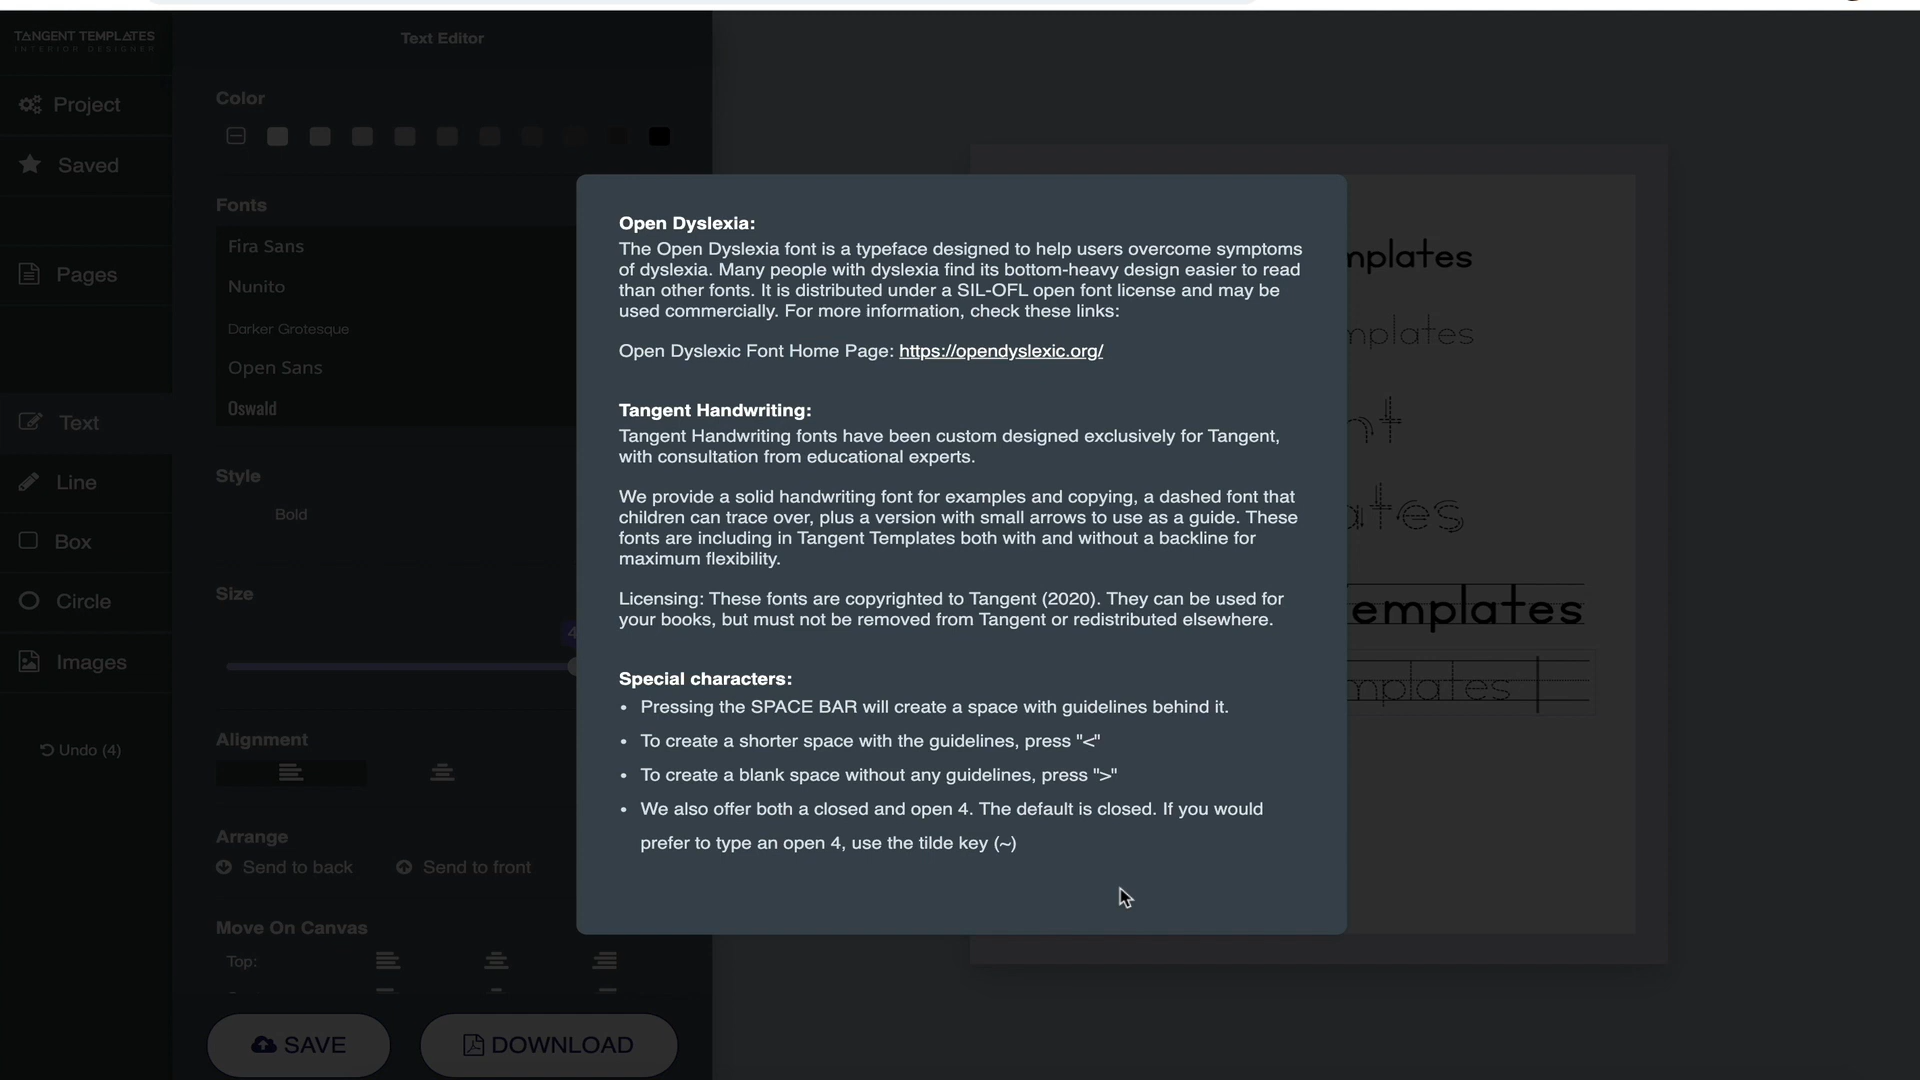 TANGENT TEMPLATES
INTERIOR DESIGNER
Project
Saved
Pages
Text
Line
Box
Circle
Images
Undo (4)
Text Editor
Color
Fonts
Fira Sans
Nunito
Darker Grotesque
Open Sans
Oswald
Style
Bold
Size
4
Alignment
Arrange
Send to back
Send to front
Move On Canvas
Top:
SAVE
DOWNLOAD
Open Dyslexia:
The Open Dyslexia font is a typeface designed to help users overcome symptoms
of dyslexia. Many people with dyslexia find its bottom-heavy design easier to read
than other fonts. It is distributed under a SIL-OFL open font license and may be
used commercially. For more information, check these links:
Open Dyslexic Font Home Page: https://opendyslexic.org/
Tangent Handwriting:
Tangent Handwriting fonts have been custom designed exclusively for Tangent,
with consultation from educational experts.
We provide a solid handwriting font for examples and copying, a dashed font that
children can trace over, plus a version with small arrows to use as a guide. These
fonts are including in Tangent Templates both with and without a backline for
maximum flexibility.
Licensing: These fonts are copyrighted to Tangent (2020). They can be used for
your books, but must not be removed from Tangent or redistributed elsewhere.
Special characters:
• Pressing the SPACE BAR will create a space with guidelines behind it.
• To create a shorter space with the guidelines, press "<"
• To create a blank space without any guidelines, press ">"
• We also offer both a closed and open 4. The default is closed. If you would
prefer to type an open 4, use the tilde key (~)
mplates
mplates
nt
ates
emplates
mplates